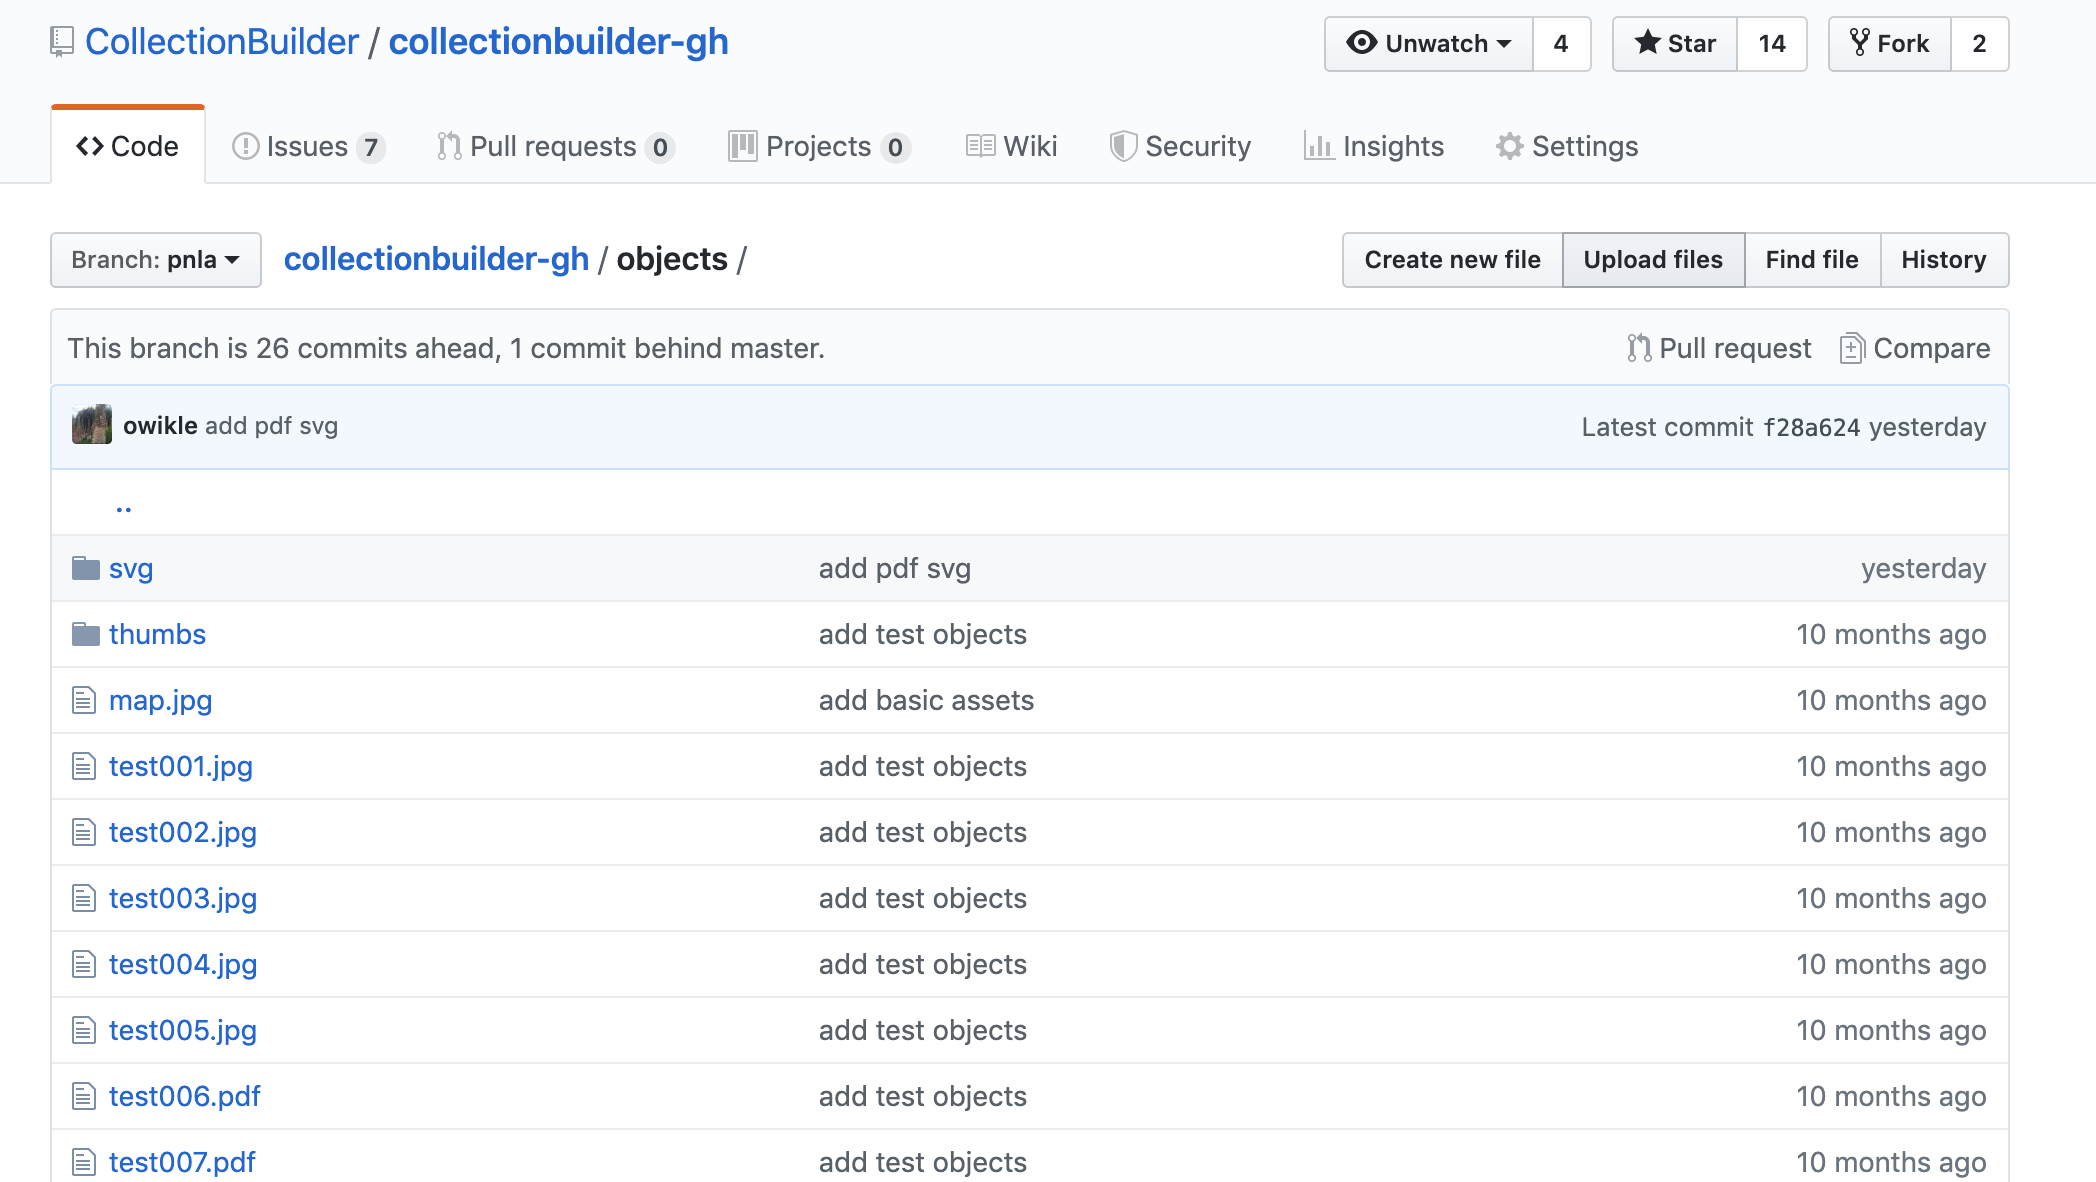 CollectionBuilder / collectionbuilder-gh
Unwatch 4 Star 14 Fork 2
Code Issues 7 Pull requests 0 Projects 0 Wiki Security Insights Settings
Branch: pnla collectionbuilder-gh / objects / Create new file Upload files Find file History
This branch is 26 commits ahead, 1 commit behind master. Pull request Compare
owikle add pdf svg Latest commit f28a624 yesterday
..
svg add pdf svg yesterday
thumbs add test objects 10 months ago
map.jpg add basic assets 10 months ago
test001.jpg add test objects 10 months ago
test002.jpg add test objects 10 months ago
test003.jpg add test objects 10 months ago
test004.jpg add test objects 10 months ago
test005.jpg add test objects 10 months ago
test006.pdf add test objects 10 months ago
test007.pdf add test objects 10 months ago